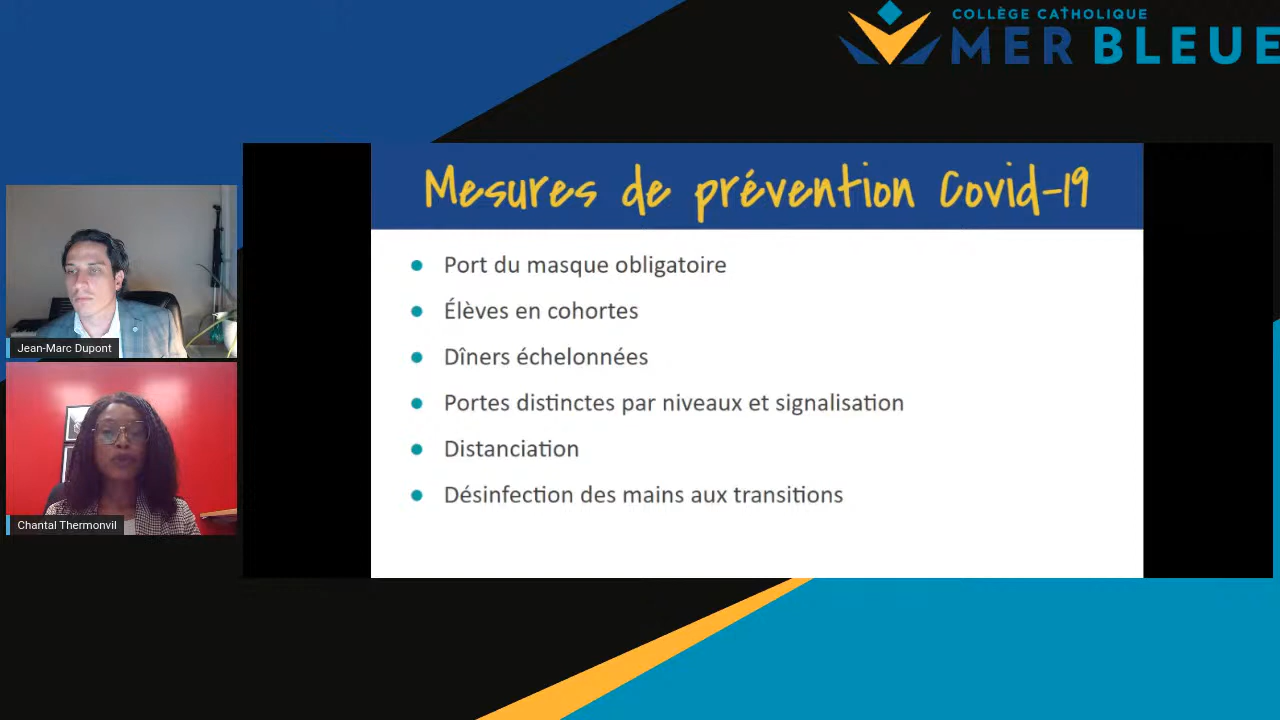 COLLÈGE CATHOLIQUE
MER BLEUE
Mesures de prévention Covid-19
Port du masque obligatoire
Élèves en cohortes
Dîners échelonnées
Portes distinctes par niveaux et signalisation
Distanciation
Désinfection des mains aux transitions
Jean-Marc Dupont
Chantal Thermonvil